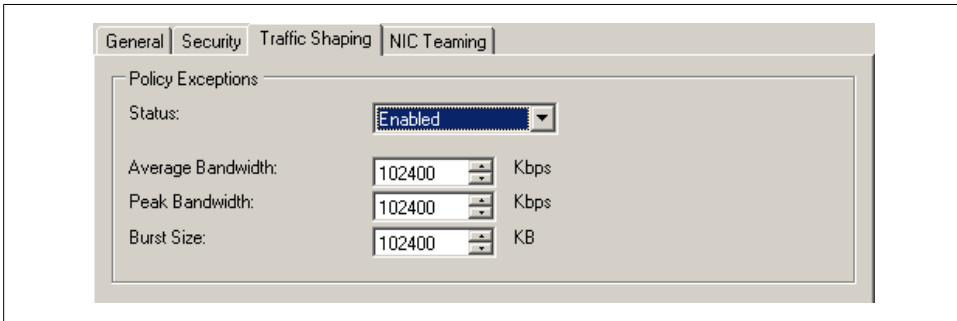 General Security Traffic Shaping NIC Teaming
Policy Exceptions
Status: Enabled
Average Bandwidth: 102400 Kbps
Peak Bandwidth: 102400 Kbps
Burst Size: 102400 KB